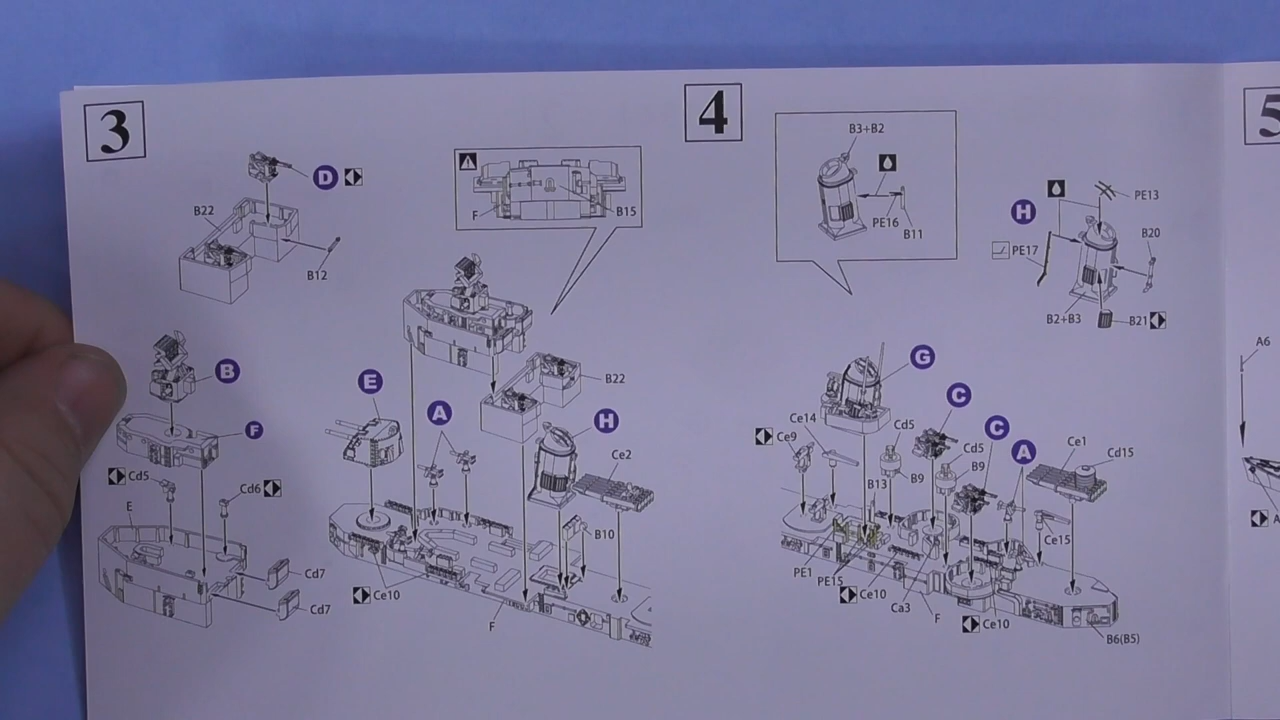 3
D
B22
B12
F
B15
B
E
A
B22
F
H
Cd5
Cd6
Ce2
E
B10
Cd7
Cd7
Ce10
F
4
B3+B2
PE16
B11
H
PE13
PE17
B20
B2+B3
B21
G
C
Ce14
Cd5
C
Ce9
A
Ce1
Cd5
Cd15
B9
B13
B9
Ce15
PE1
PE15
Ce10
Ca3
F
Ce10
B6(B5)
5
A6
A